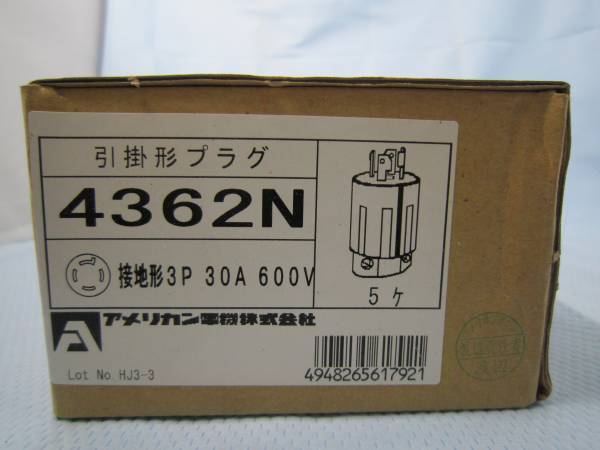 引掛形プラグ
4362N
接地形3P 30A 600V
5ケ
アメリカン電機株式会社
Lot No. HJ3-3
4948265617921